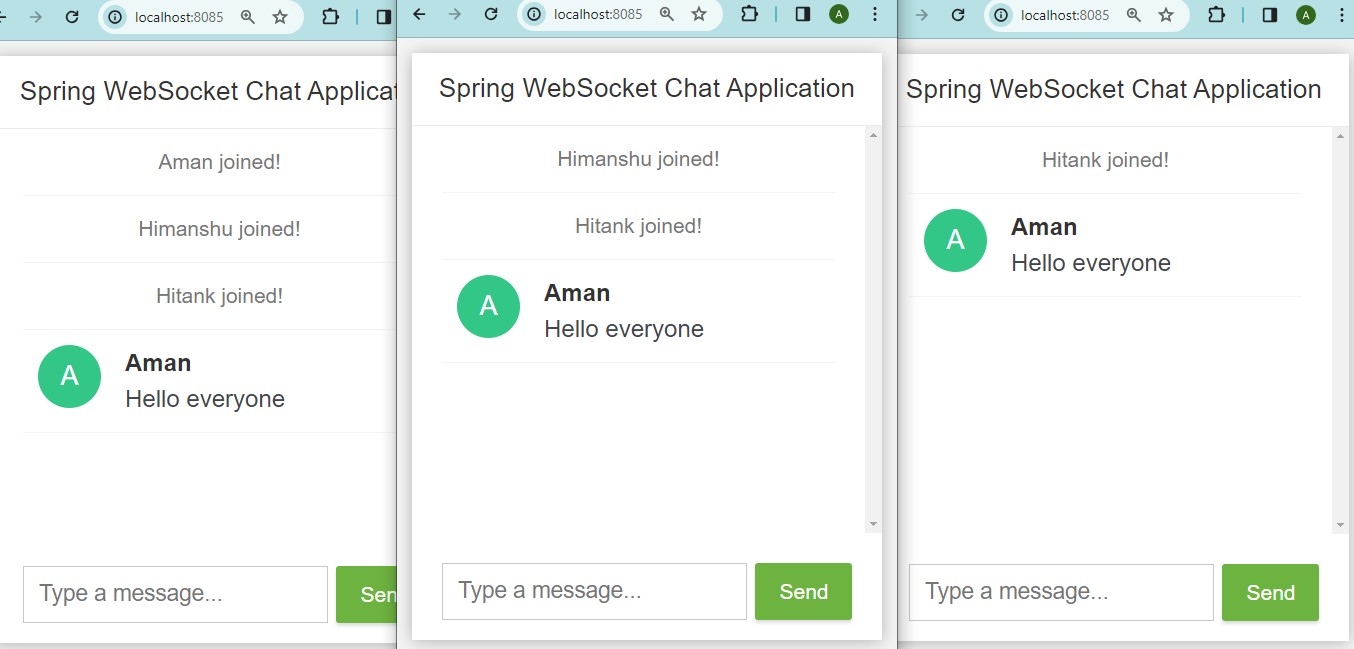 localhost:8085
Spring WebSocket Chat Applicat
Aman joined!
Himanshu joined!
Hitank joined!
A
Aman
Hello everyone
Type a message...
Sen
localhost:8085
A
Spring WebSocket Chat Application
Himanshu joined!
Hitank joined!
A
Aman
Hello everyone
Type a message...
Send
localhost:8085
A
Spring WebSocket Chat Application
Hitank joined!
A
Aman
Hello everyone
Type a message...
Send